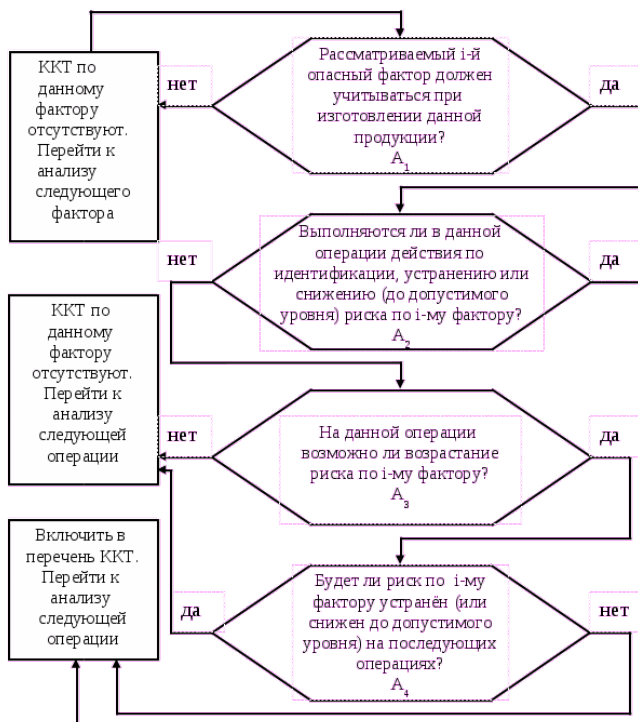 ККТ по
данному
фактору
отсутствуют.
Перейти к
анализу
следующего
фактора
нет
Рассматриваемый i-й
опасный фактор должен
учитываться при
изготовлении данной
продукции?
A1
да
нет
Выполняются ли в данной
операции действия по
идентификации, устранению или
снижению (до допустимого
уровня) риска по i-му фактору?
A2
да
ККТ по
данному
фактору
отсутствуют.
Перейти к
анализу
следующей
операции
нет
На данной операции
возможно ли возрастание
риска по i-му фактору?
A3
да
Включить в
перечень ККТ.
Перейти к
анализу
следующей
операции
да
Будет ли риск по i-му
фактору устранён (или
снижен до допустимого
уровня) на последующих
операциях?
A4
нет